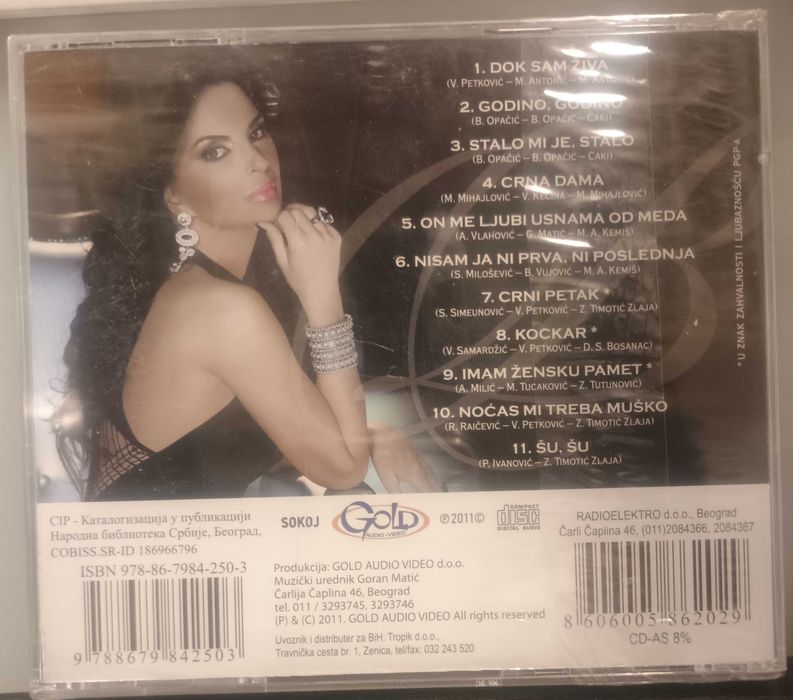 1. DOK SAM ŽIVA
(V. PETKOVIĆ – M. ANTONIĆ – M. ANTONIĆ)
2. GODINO, GODINO
(B. OPAČIĆ – B. OPAČIĆ – CAKI)
3. STALO MI JE, STALO
(B. OPAČIĆ – B. OPAČIĆ – CAKI)
4. CRNA DAMA
(M. MIHAJLOVIĆ – V. KECINA – M. MIHAJLOVIĆ)
5. ON ME LJUBI USNAMA OD MEDA
(A. VLAHOVIĆ – G. MATIĆ – M. A. KEMIŠ)
6. NISAM JA NI PRVA, NI POSLEDNJA
(S. MILOŠEVIĆ – B. VUJOVIĆ – M. A. KEMIŠ)
7. CRNI PETAK *
(S. SIMEUNOVIĆ – V. PETKOVIĆ – Z. TIMOTIĆ ZLAJA)
8. KOCKAR *
(V. SAMARDŽIĆ – V. PETKOVIĆ – D. S. BOSANAC)
9. IMAM ŽENSKU PAMET *
(A. MILIĆ – M. TUCAKOVIĆ – Z. TUTUNOVIĆ)
10. NOĆAS MI TREBA MUŠKO
(R. RAIČEVIĆ – V. PETKOVIĆ – Z. TIMOTIĆ ZLAJA)
11. ŠU, ŠU
(P. IVANOVIĆ – Z. TIMOTIĆ ZLAJA)
* U ZNAK ZAHVALNOSTI I LJUBAZNOŠĆU PGP-A
CIP - Каталогизација у публикацији
Народна библиотека Србије, Београд,
COBISS.SR-ID 186966796
ISBN 978-86-7984-250-3
9 788679 842503
SOKOJ
GOLD
AUDIO-VIDEO
℗2011©
COMPACT
disc
DIGITAL AUDIO
Produkcija: GOLD AUDIO VIDEO d.o.o.
Muzički urednik Goran Matić
Čarlija Čaplina 46, Beograd
tel. 011 / 3293745, 3293746
(P) & (C) 2011. GOLD AUDIO VIDEO All rights reserved
Uvoznik i distributer za BiH: Tropik d.o.o.,
Travnička cesta br. 1, Zenica, tel/fax: 032 243 520
RADIOELEKTRO d.o.o., Beograd
Čarli Čaplina 46, (011)2084366, 2084367
8 606005 862029
CD-AS 8%